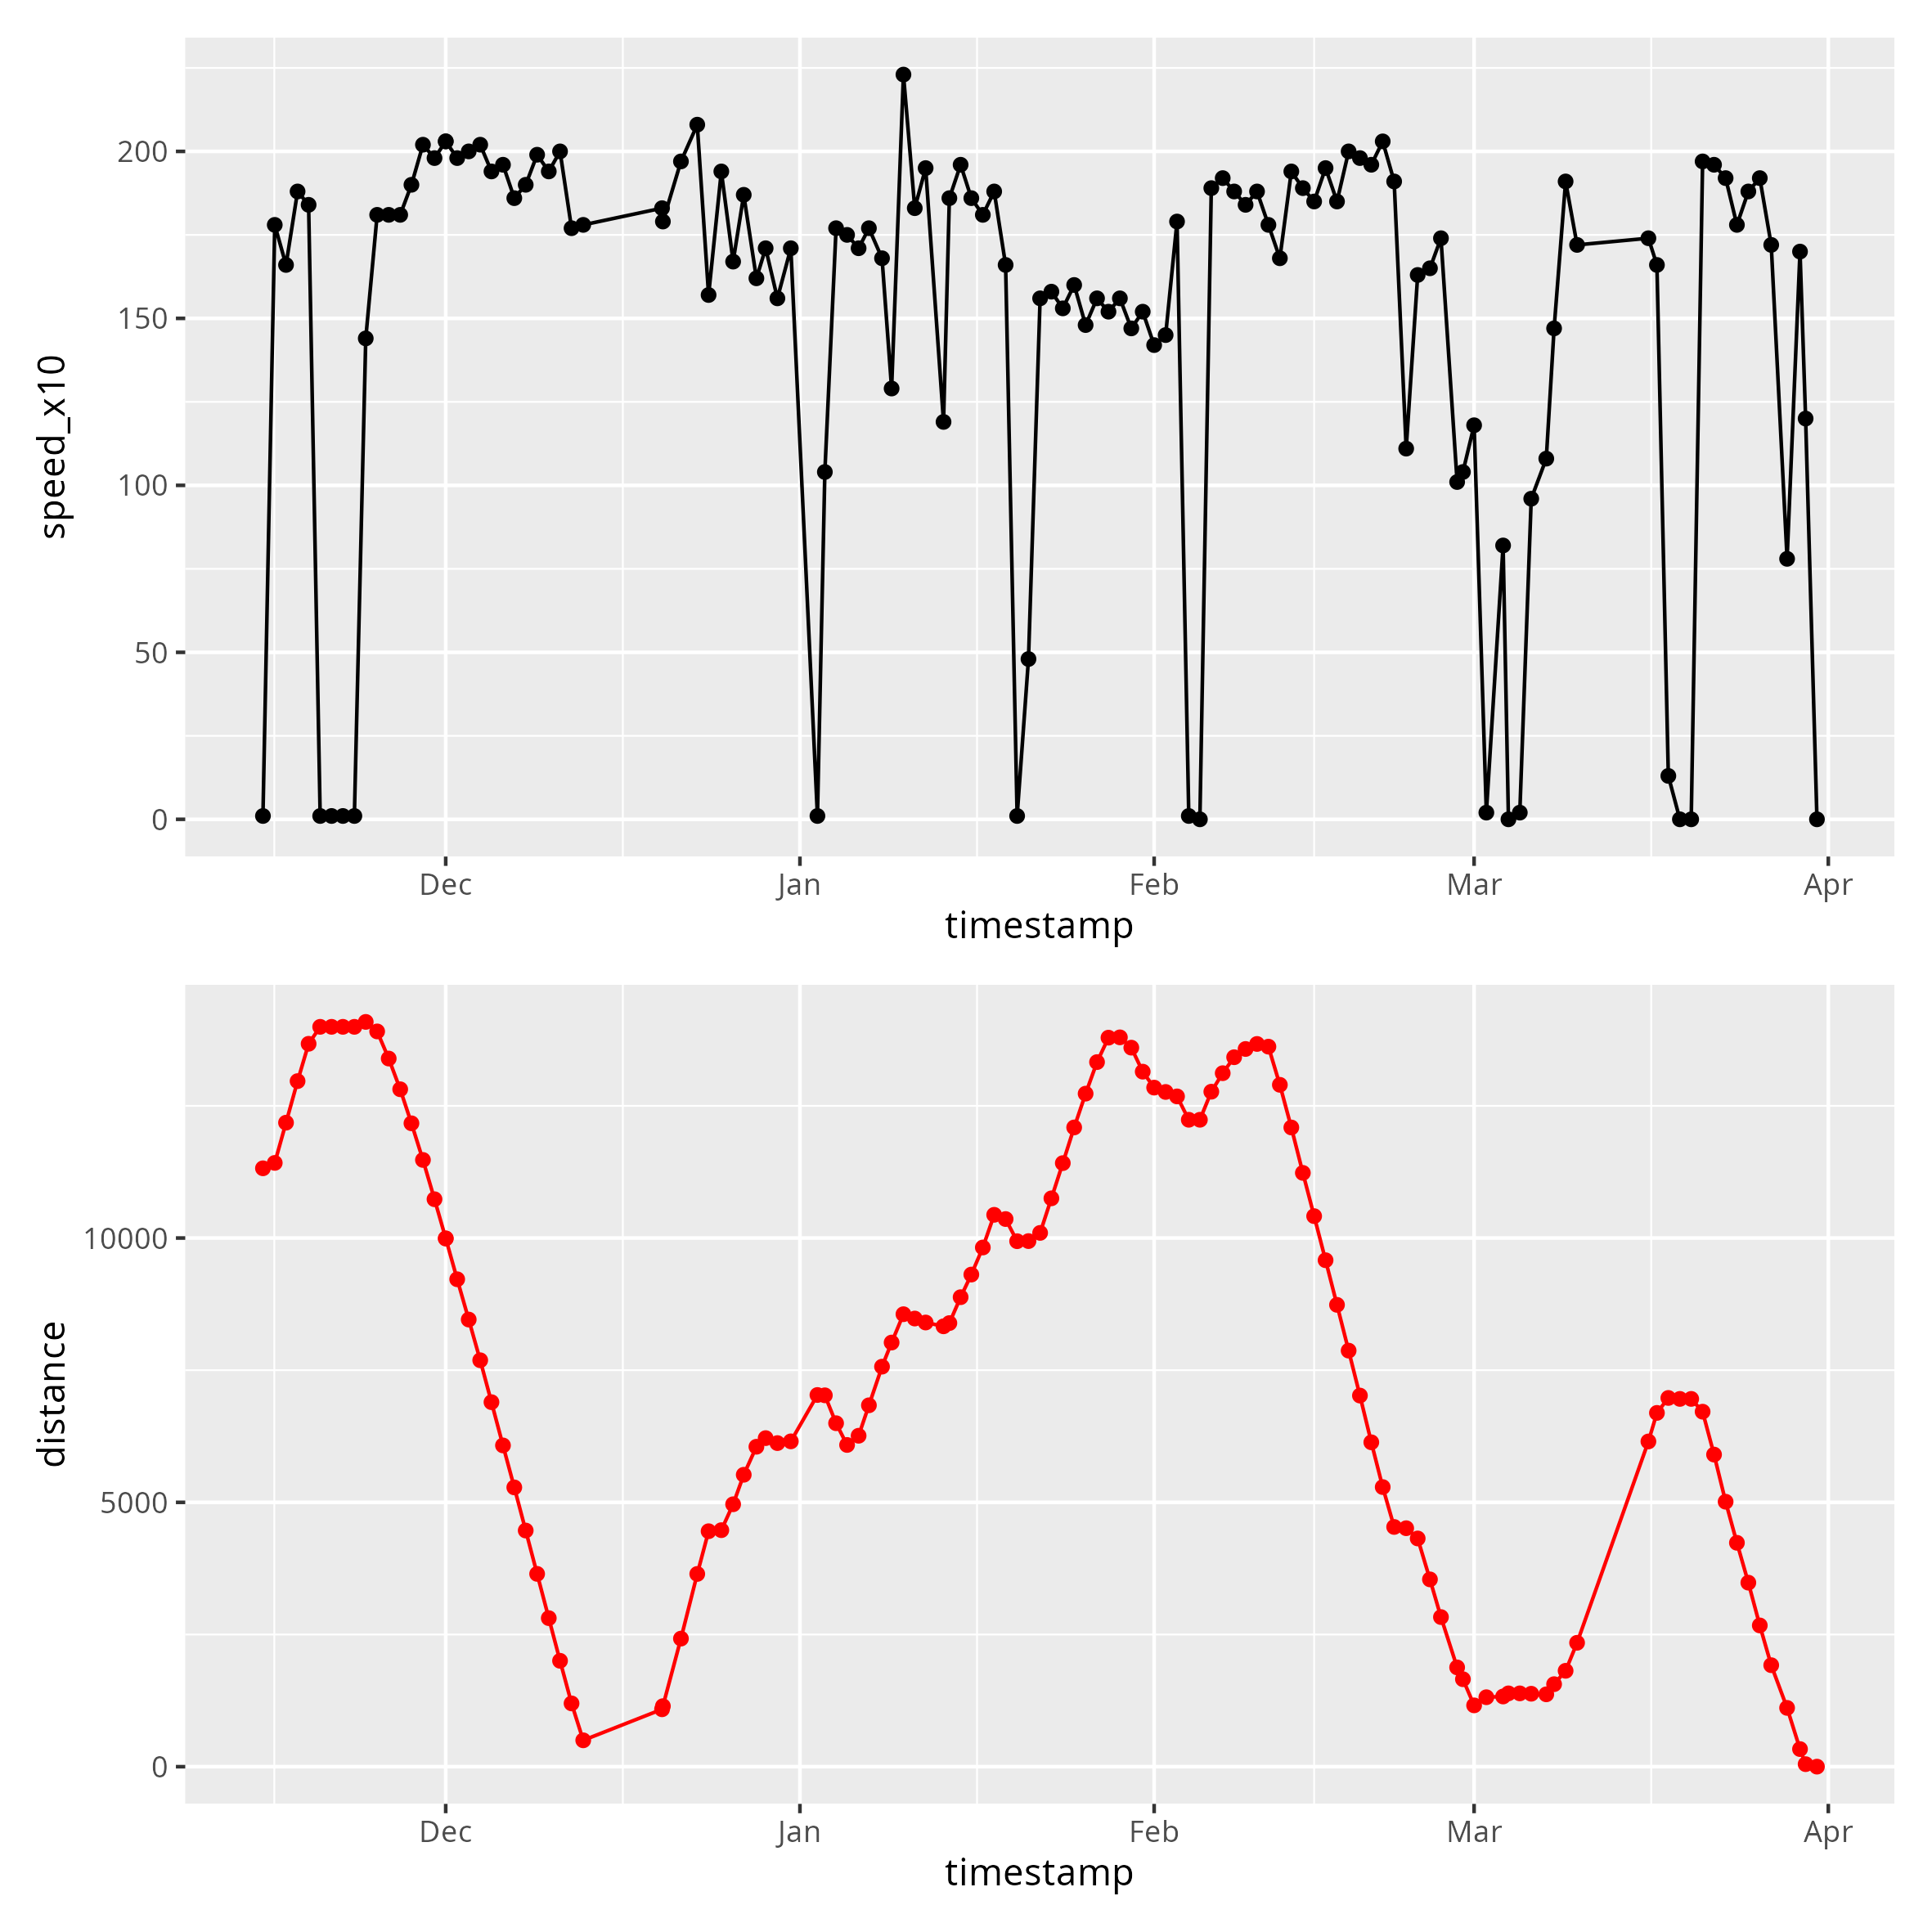 speed_x10
200
150
100
50
0
Dec Jan Feb Mar Apr
timestamp
distance
10000
5000
0
Dec Jan Feb Mar Apr
timestamp